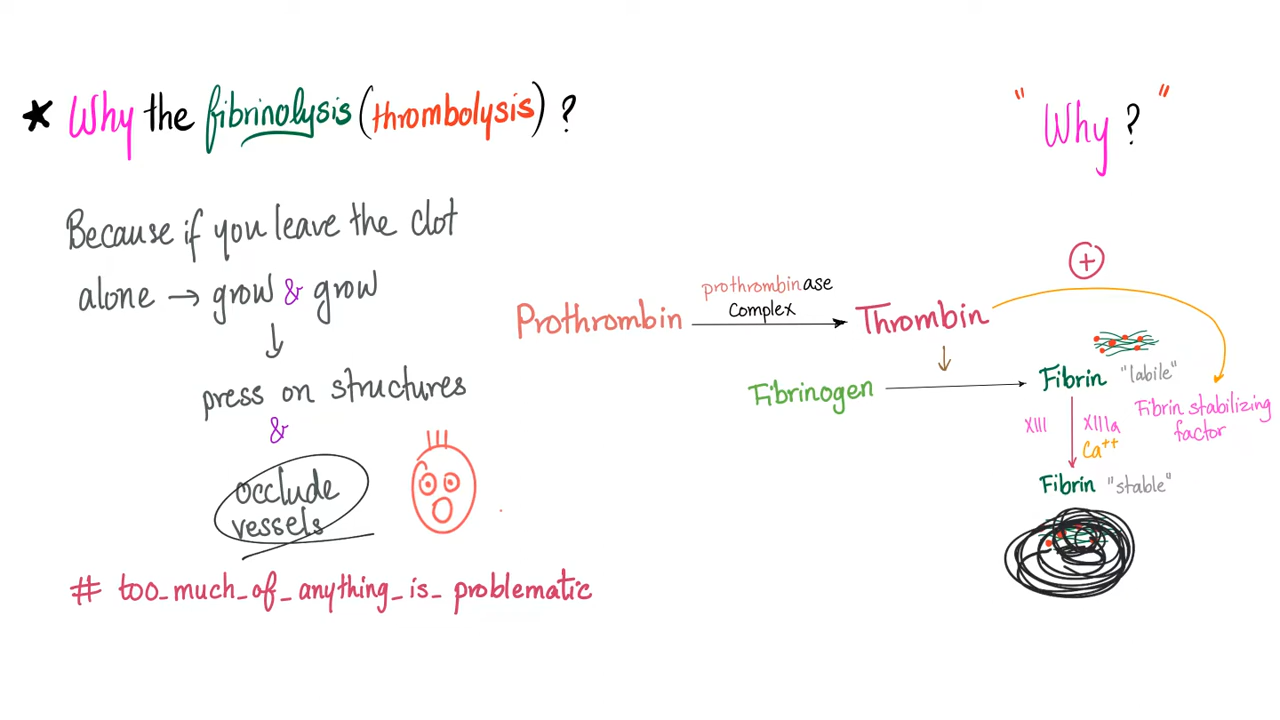 * Why the fibrinolysis (thrombolysis) ?
Because if you leave the clot
alone → grow & grow
↓
press on structures
&
occlude
vessels
# too_much_of_anything_is_problematic
" Why ? "
+
prothrombinase
Complex
Prothrombin → Thrombin
↓
Fibrinogen → Fibrin "labile"
Fibrin stabilizing
factor
XIII XIIIa
Ca++
Fibrin "stable"